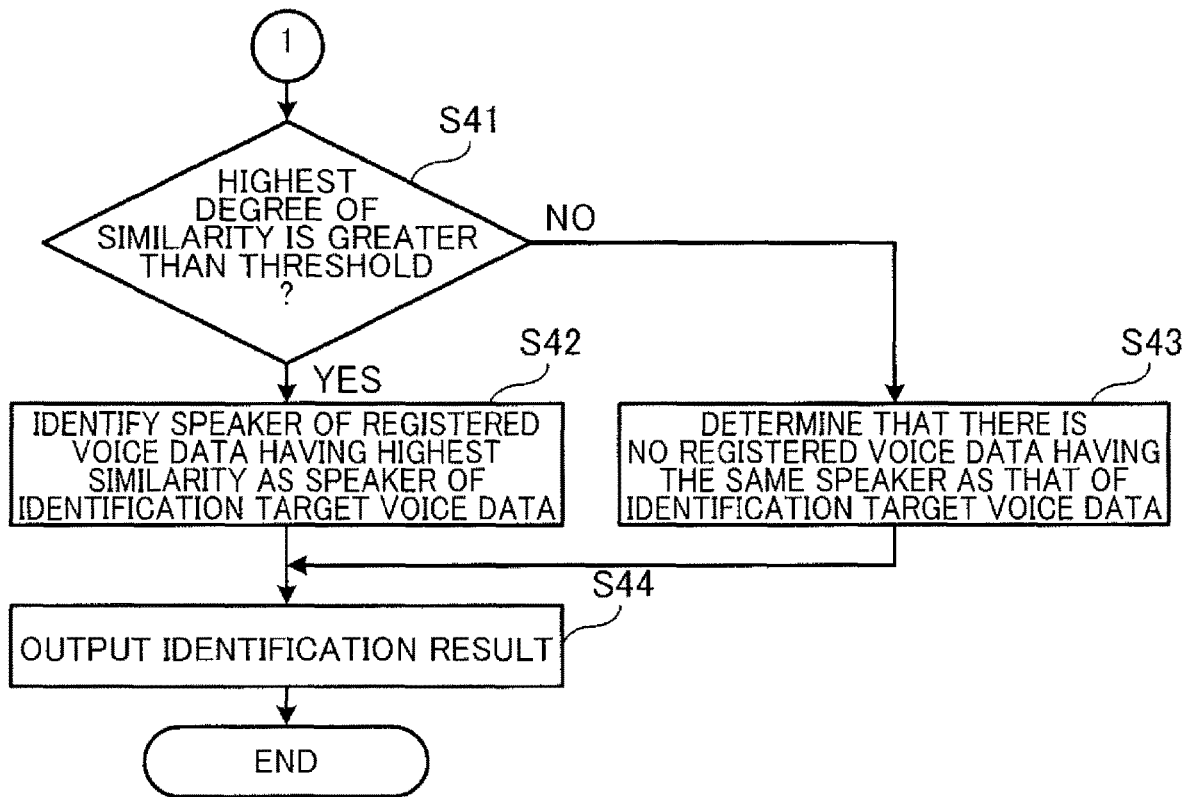 1
S41
HIGHEST
DEGREE OF
SIMILARITY IS GREATER
THAN THRESHOLD
?
NO
YES
S42
IDENTIFY SPEAKER OF REGISTERED
VOICE DATA HAVING HIGHEST
SIMILARITY AS SPEAKER OF
IDENTIFICATION TARGET VOICE DATA
S43
DETERMINE THAT THERE IS
NO REGISTERED VOICE DATA HAVING
THE SAME SPEAKER AS THAT OF
IDENTIFICATION TARGET VOICE DATA
S44
OUTPUT IDENTIFICATION RESULT
END